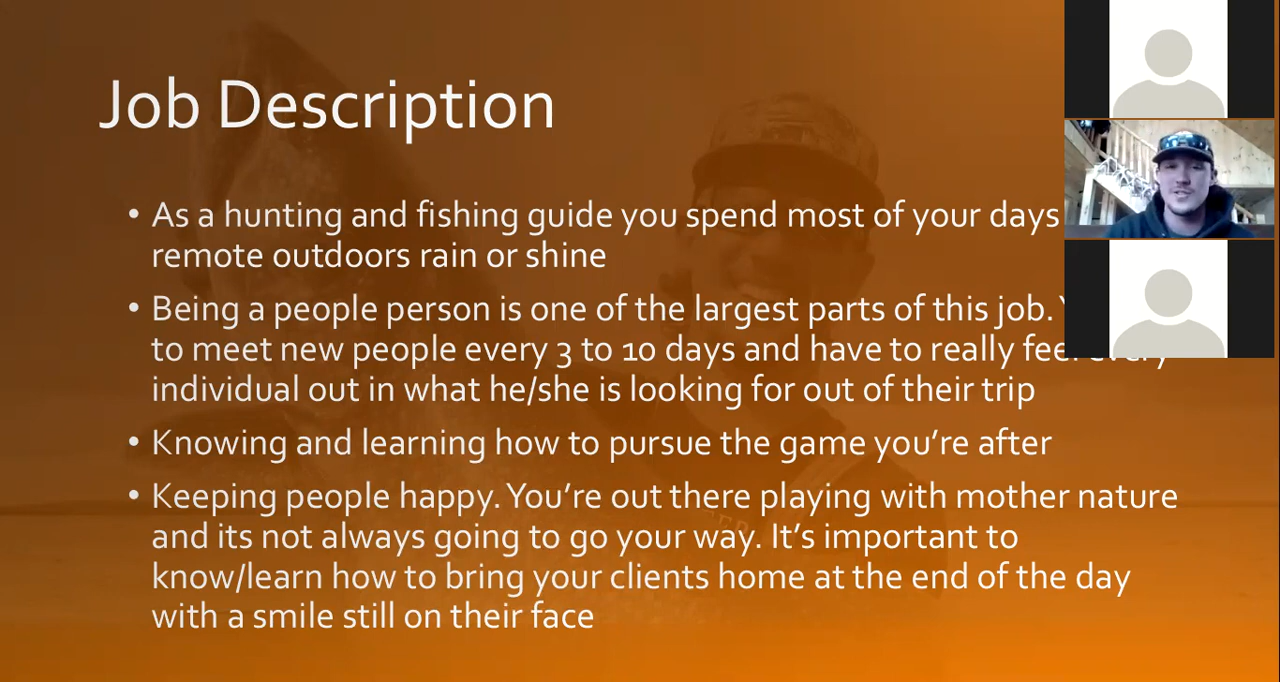 Job Description
• As a hunting and fishing guide you spend most of your days
remote outdoors rain or shine
• Being a people person is one of the largest parts of this job.
to meet new people every 3 to 10 days and have to really feel every
individual out in what he/she is looking for out of their trip
• Knowing and learning how to pursue the game you’re after
• Keeping people happy. You’re out there playing with mother nature
and its not always going to go your way. It’s important to
know/learn how to bring your clients home at the end of the day
with a smile still on their face